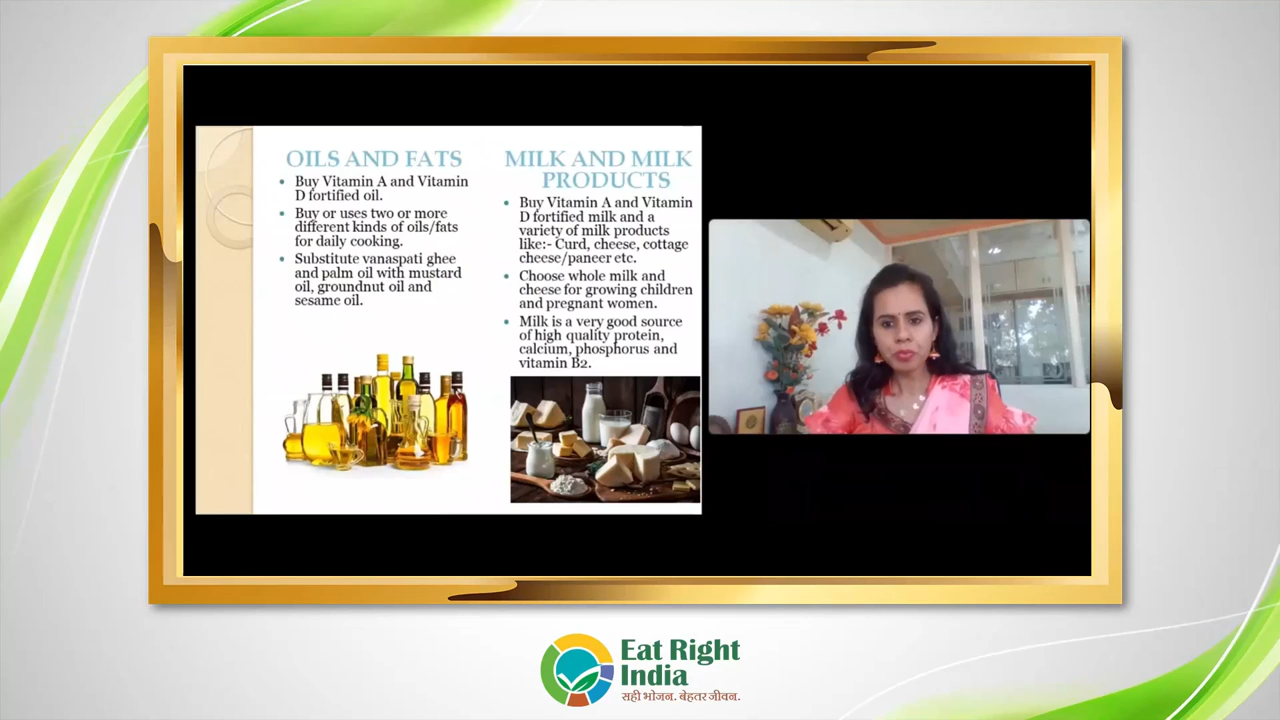 OILS AND FATS
• Buy Vitamin A and Vitamin
D fortified oil.
• Buy or uses two or more
different kinds of oils/fats
for daily cooking.
• Substitute vanaspati ghee
and palm oil with mustard
oil, groundnut oil and
sesame oil.
MILK AND MILK
PRODUCTS
• Buy Vitamin A and Vitamin
D fortified milk and a
variety of milk products
like:- Curd, cheese, cottage
cheese/paneer etc.
• Choose whole milk and
cheese for growing children
and pregnant women.
• Milk is a very good source
of high quality protein,
calcium, phosphorus and
vitamin B2.
Eat Right
India
सही भोजन. बेहतर जीवन.